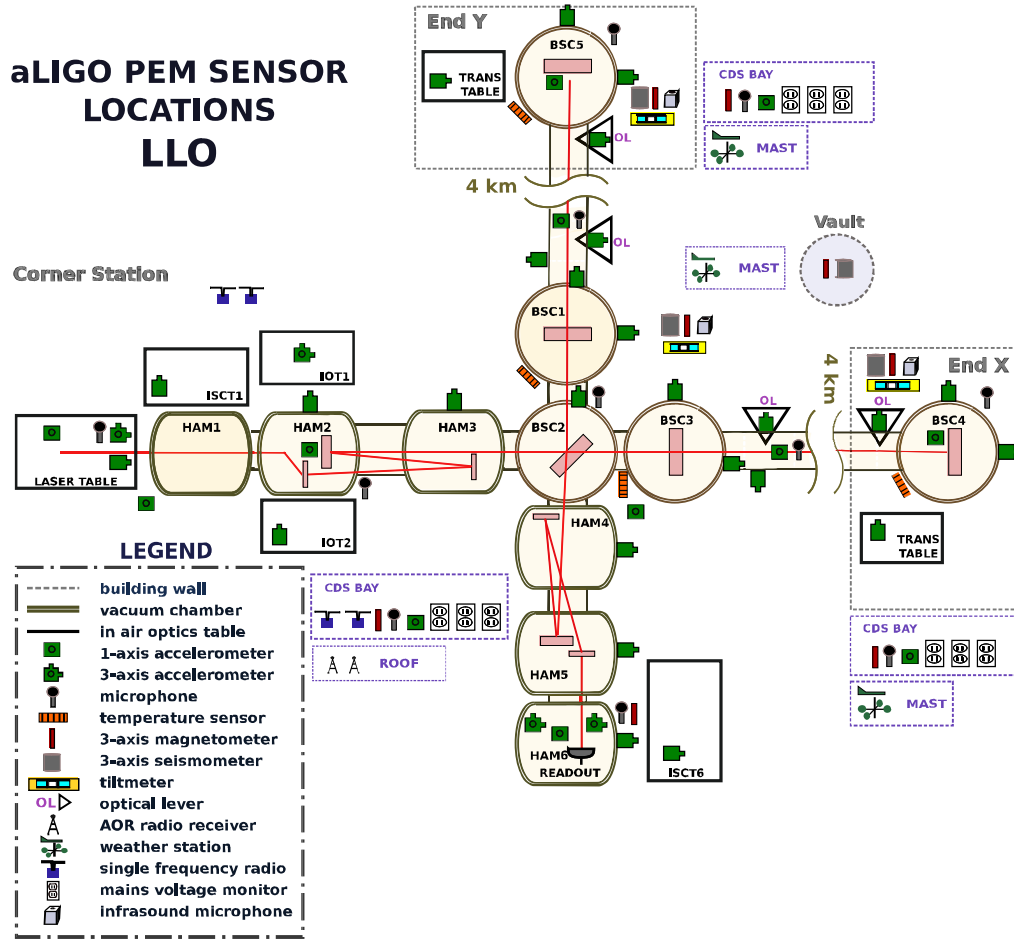 aLIGO PEM SENSOR
LOCATIONS
LLO
End Y
BSC5
TRANS
TABLE
OL
CDS BAY
MAST
4 km
OL
Vault
MAST
Corner Station
BSC1
4 km
End X
ISCT1
IOT1
OL
OL
HAM1
HAM2
HAM3
BSC2
BSC3
BSC4
LASER TABLE
IOT2
HAM4
TRANS
TABLE
CDS BAY
ROOF
HAM5
CDS BAY
MAST
HAM6
READOUT
ISCT6
LEGEND
building wall
vacuum chamber
in air optics table
1-axis accelerometer
3-axis accelerometer
microphone
temperature sensor
3-axis magnetometer
3-axis seismometer
tiltmeter
OL optical lever
AOR radio receiver
weather station
single frequency radio
mains voltage monitor
infrasound microphone